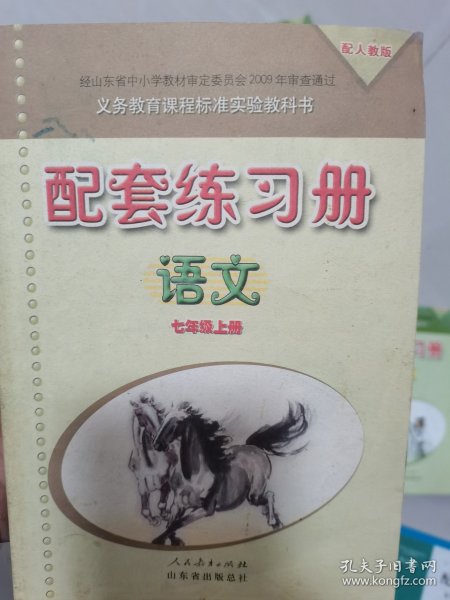 配人教版
经山东省中小学教材审定委员会2009年审查通过
义务教育课程标准实验教科书
配套练习册
语文
七年级上册
人民教育出版社
山东省出版总社
习册
孔夫子旧书网
www.kongfz.com